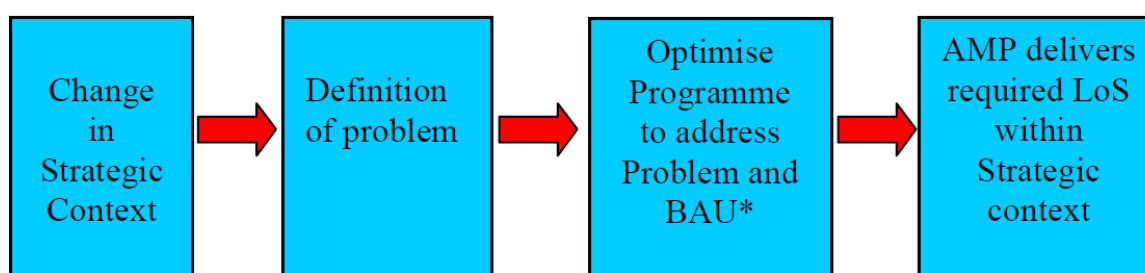 Change
in
Strategic
Context
Definition
of problem
Optimise
Programme
to address
Problem and
BAU*
AMP delivers
required LoS
within
Strategic
context